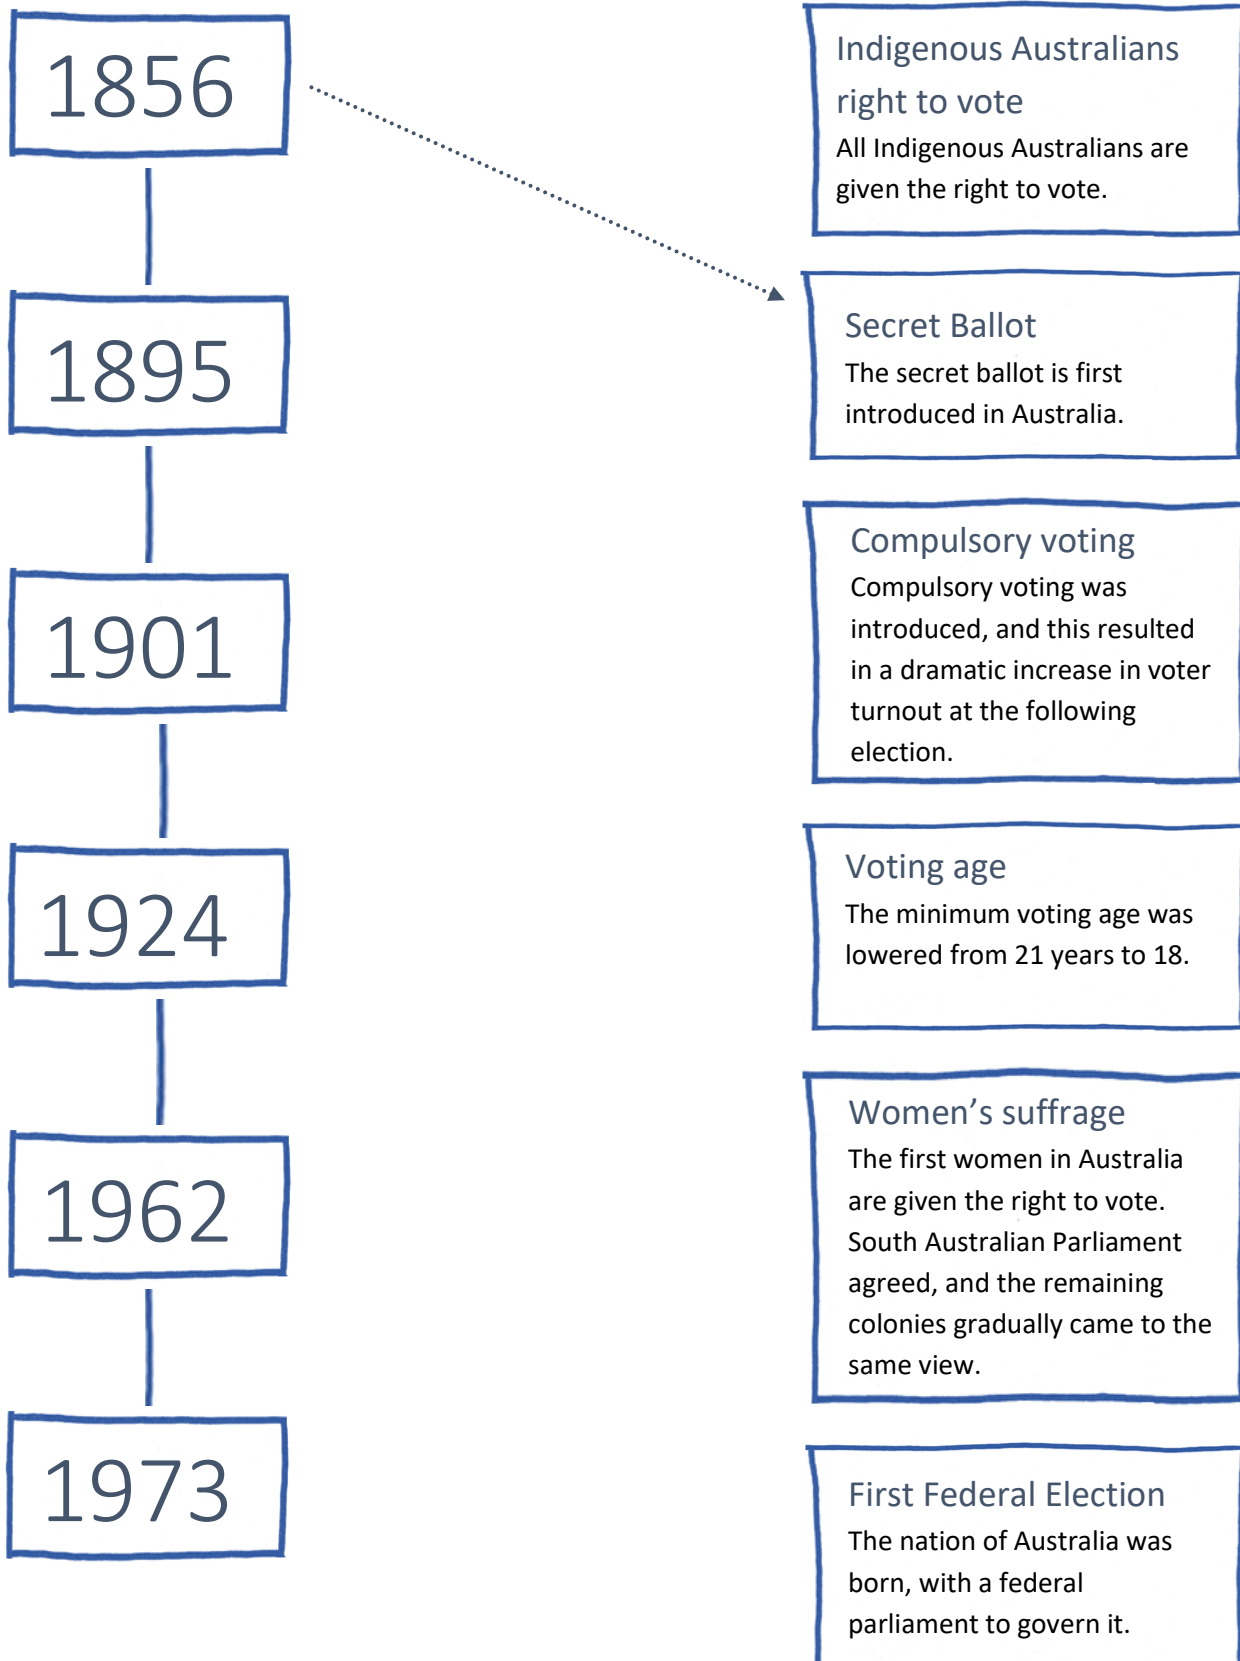 1856
1895
1901
1924
1962
1973
Indigenous Australians
right to vote
All Indigenous Australians are
given the right to vote.
Secret Ballot
The secret ballot is first
introduced in Australia.
Compulsory voting
Compulsory voting was
introduced, and this resulted
in a dramatic increase in voter
turnout at the following
election.
Voting age
The minimum voting age was
lowered from 21 years to 18.
Women’s suffrage
The first women in Australia
are given the right to vote.
South Australian Parliament
agreed, and the remaining
colonies gradually came to the
same view.
First Federal Election
The nation of Australia was
born, with a federal
parliament to govern it.